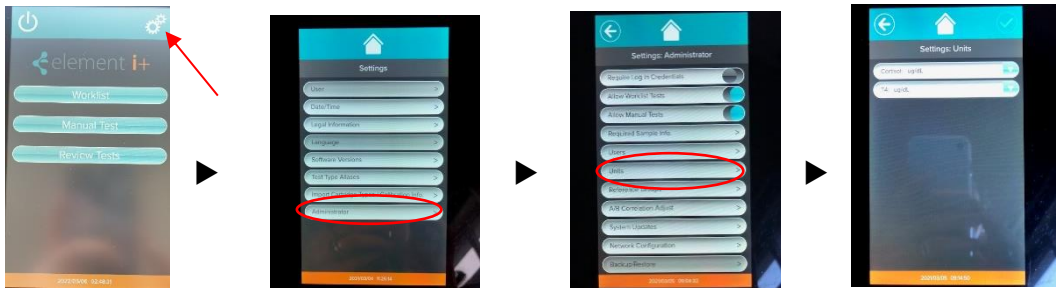 element i+
Worklist
Manual Test
Review Tests
Settings
User >
Date/Time >
Legal Information >
Language >
Software Versions >
Test Type Aliases >
Administrator >
Settings: Administrator
Require Log In Credentials
Allow Worklist Tests
Allow Manual Tests
Required Sample Info. >
Users >
Units >
A/B Correlation Adjust >
System Updates >
Network Configuration >
Backup/Restore >
Settings: Units
Cortisol: ug/dL
T4: ug/dL